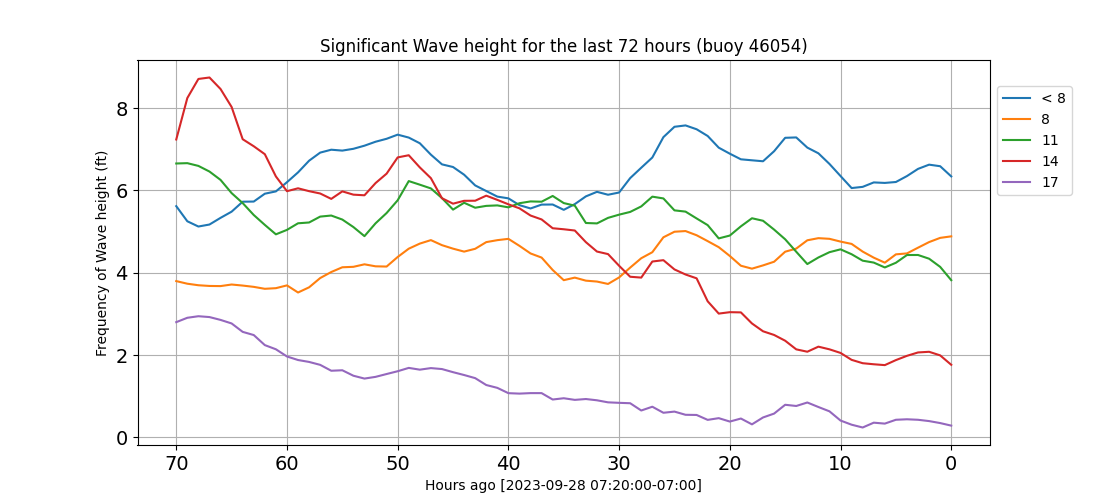 Significant Wave height for the last 72 hours (buoy 46054)
Frequency of Wave height (ft)
8
6
4
2
0
70 60 50 40 30 20 10 0
Hours ago [2023-09-28 07:20:00-07:00]
< 8
8
11
14
17